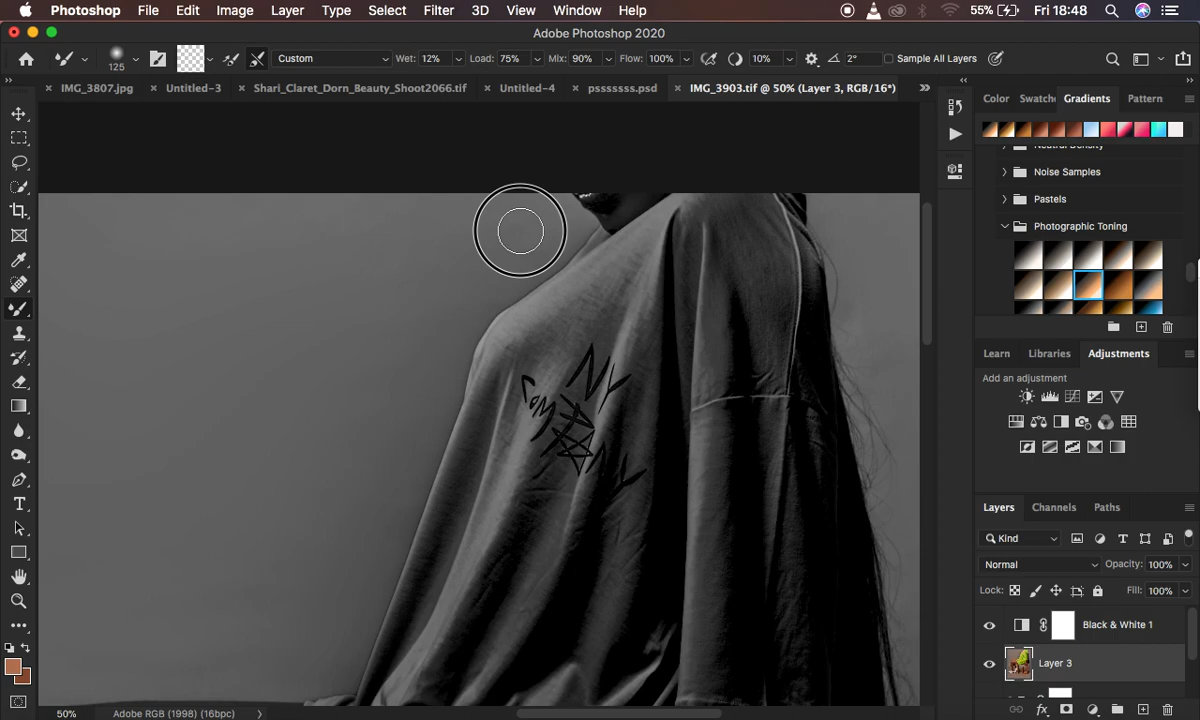 Photoshop File Edit Image Layer Type Select Filter 3D View Window Help 55% Fri 18:48
Adobe Photoshop 2020
125 Custom Wet: 12% Load: 75% Mix: 90% Flow: 100% 10% 2° Sample All Layers
IMG_3807.jpg Untitled-3 Shari_Claret_Dorn_Beauty_Shoot2066.tif Untitled-4 psssssss.psd IMG_3903.tif @ 50% (Layer 3, RGB/16*)
Color Swatche Gradients Pattern
Neutral Density
Noise Samples
Pastels
Photographic Toning
Learn Libraries Adjustments
Add an adjustment
NY
COMPANY
Layers Channels Paths
Kind
Normal Opacity: 100%
Lock: Fill: 100%
Black & White 1
Layer 3
50% Adobe RGB (1998) (16bpc)